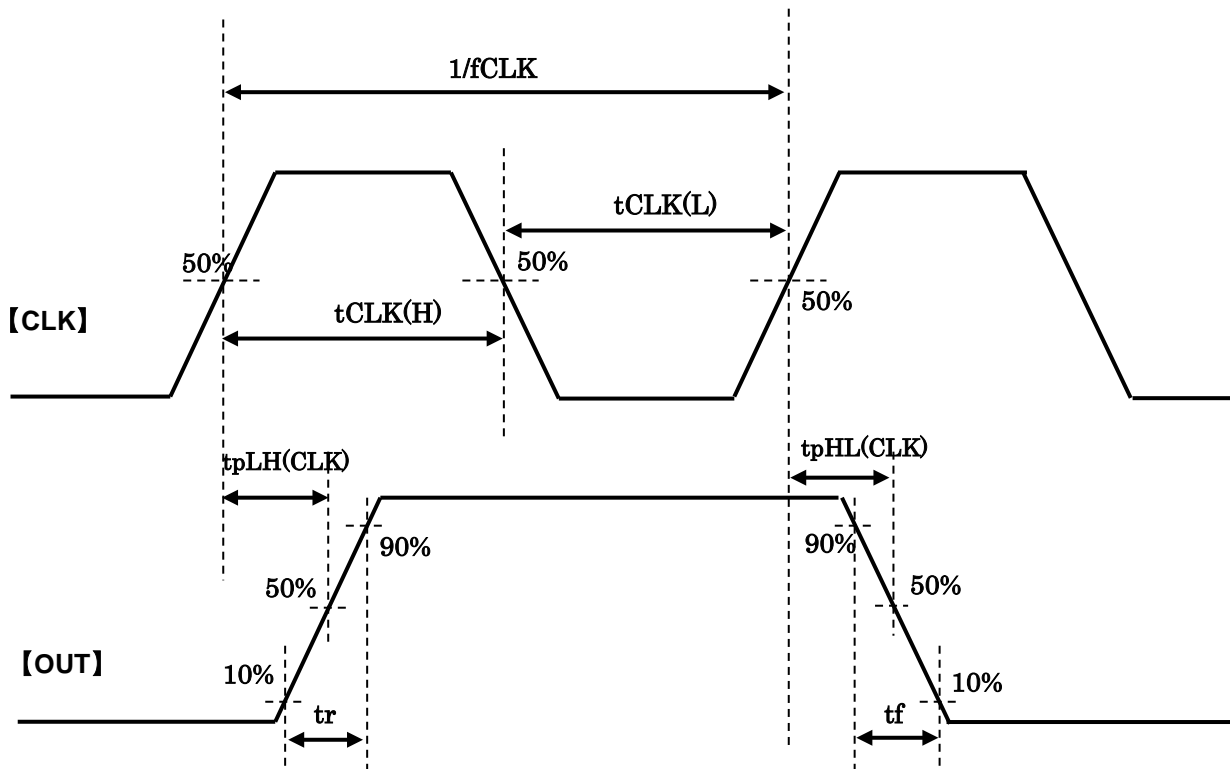 1/fCLK
tCLK(L)
50%
50%
50%
tCLK(H)
【CLK】
tpLH(CLK)
tpHL(CLK)
90%
90%
50%
50%
【OUT】
10%
10%
tr
tf